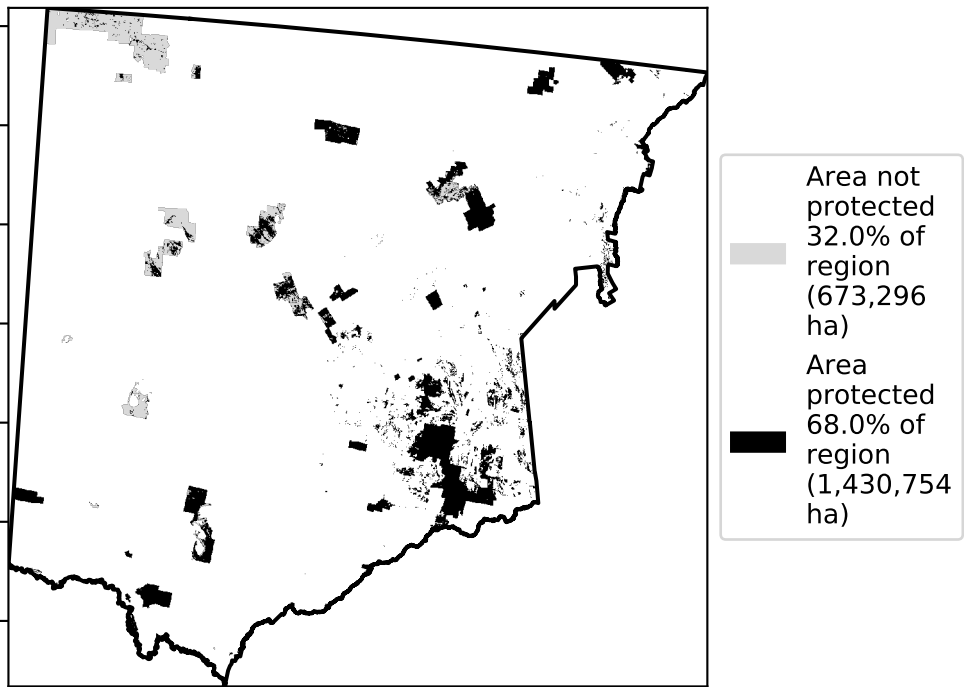 Area not
protected
32.0% of
region
(673,296
ha)
Area
protected
68.0% of
region
(1,430,754
ha)